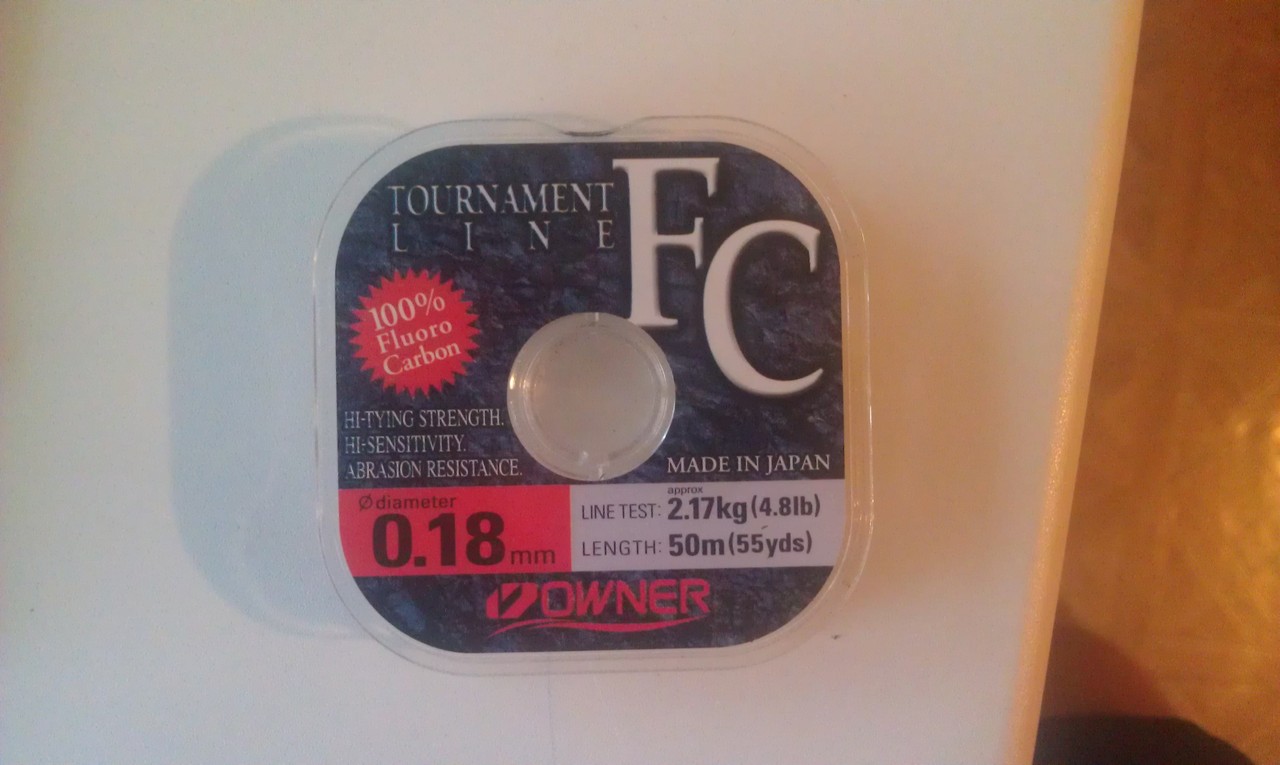 TOURNAMENT
LINE
FC
100%
Fluoro
Carbon
HI-TYING STRENGTH.
HI-SENSITIVITY.
ABRASION RESISTANCE.
MADE IN JAPAN
Ødiameter
0.18mm
approx
LINE TEST: 2.17kg(4.8lb)
LENGTH: 50m(55yds)
OWNER